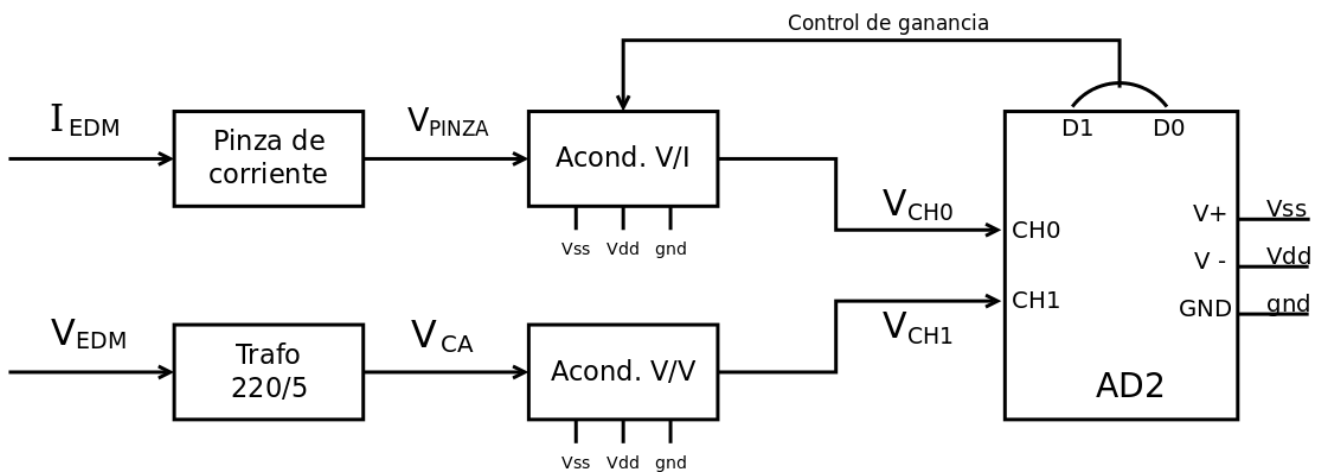 Control de ganancia
I EDM
Pinza de
corriente
VPINZA
Acond. V/I
Vss Vdd gnd
VCH0
D1 D0
CH0
CH1
V+ Vss
V - Vdd
GND gnd
AD2
VEDM
Trafo
220/5
VCA
Acond. V/V
Vss Vdd gnd
VCH1